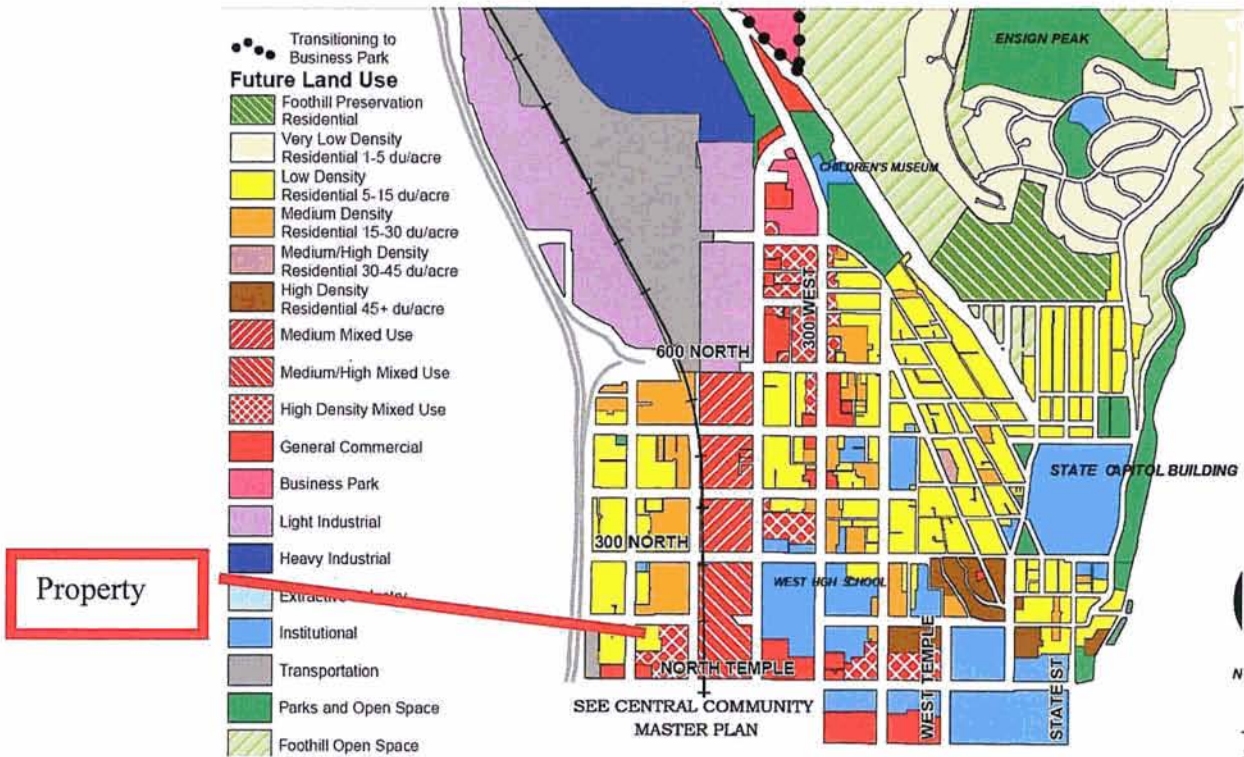 Transitioning to
Business Park
Future Land Use
Foothill Preservation
Residential
Very Low Density
Residential 1-5 du/acre
Low Density
Residential 5-15 du/acre
Medium Density
Residential 15-30 du/acre
Medium/High Density
Residential 30-45 du/acre
High Density
Residential 45+ du/acre
Medium Mixed Use
Medium/High Mixed Use
High Density Mixed Use
General Commercial
Business Park
Light Industrial
Heavy Industrial
Institutional
Transportation
Parks and Open Space
Foothill Open Space
Property
ENSIGN PEAK
CHILDREN'S MUSEUM
300 WEST
600 NORTH
STATE CAPITOL BUILDING
300 NORTH
WEST HIGH SCHOOL
NORTH TEMPLE
WEST TEMPLE
STATE ST
SEE CENTRAL COMMUNITY
MASTER PLAN
N